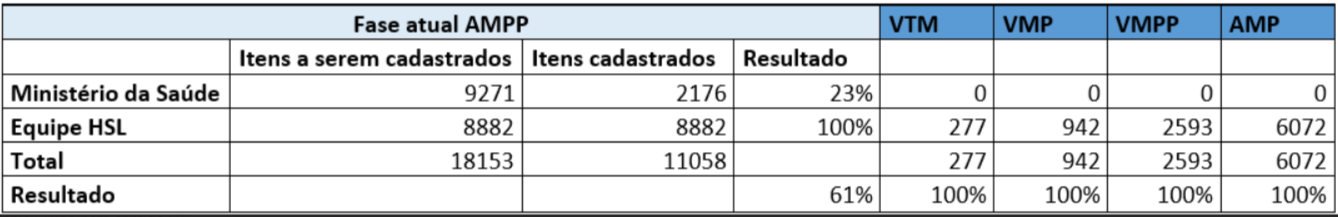 Fase atual AMPP VTM VMP VMPP AMP
Itens a serem cadastrados Itens cadastrados Resultado
Ministério da Saúde 9271 2176 23% 0 0 0 0
Equipe HSL 8882 8882 100% 277 942 2593 6072
Total 18153 11058 277 942 2593 6072
Resultado 61% 100% 100% 100% 100%